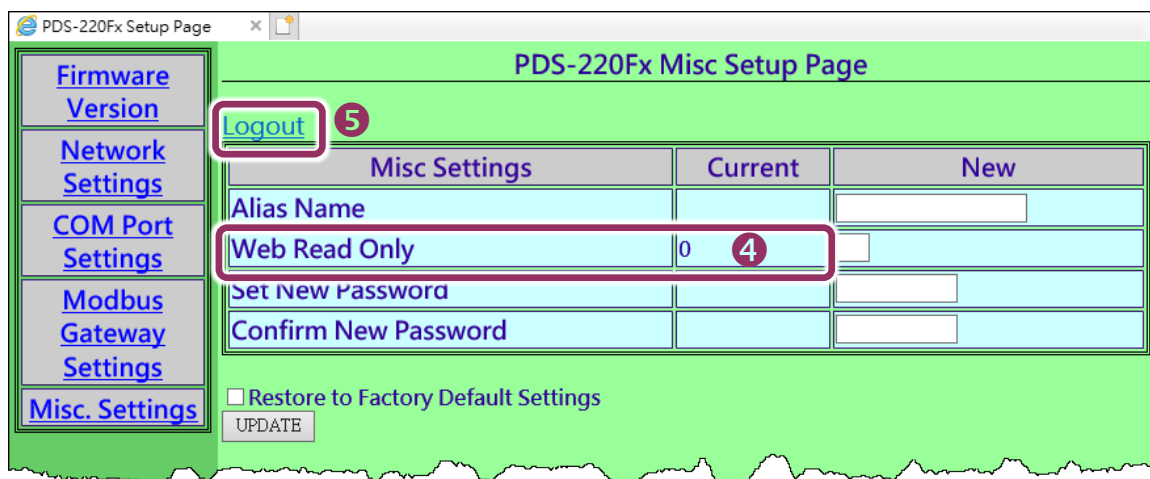 PDS-220Fx Setup Page
PDS-220Fx Misc Setup Page
Firmware
Version
Network
Settings
COM Port
Settings
Modbus
Gateway
Settings
Misc. Settings
Logout 5
Misc Settings Current New
Alias Name
Web Read Only 0 4
Set New Password
Confirm New Password
Restore to Factory Default Settings
UPDATE